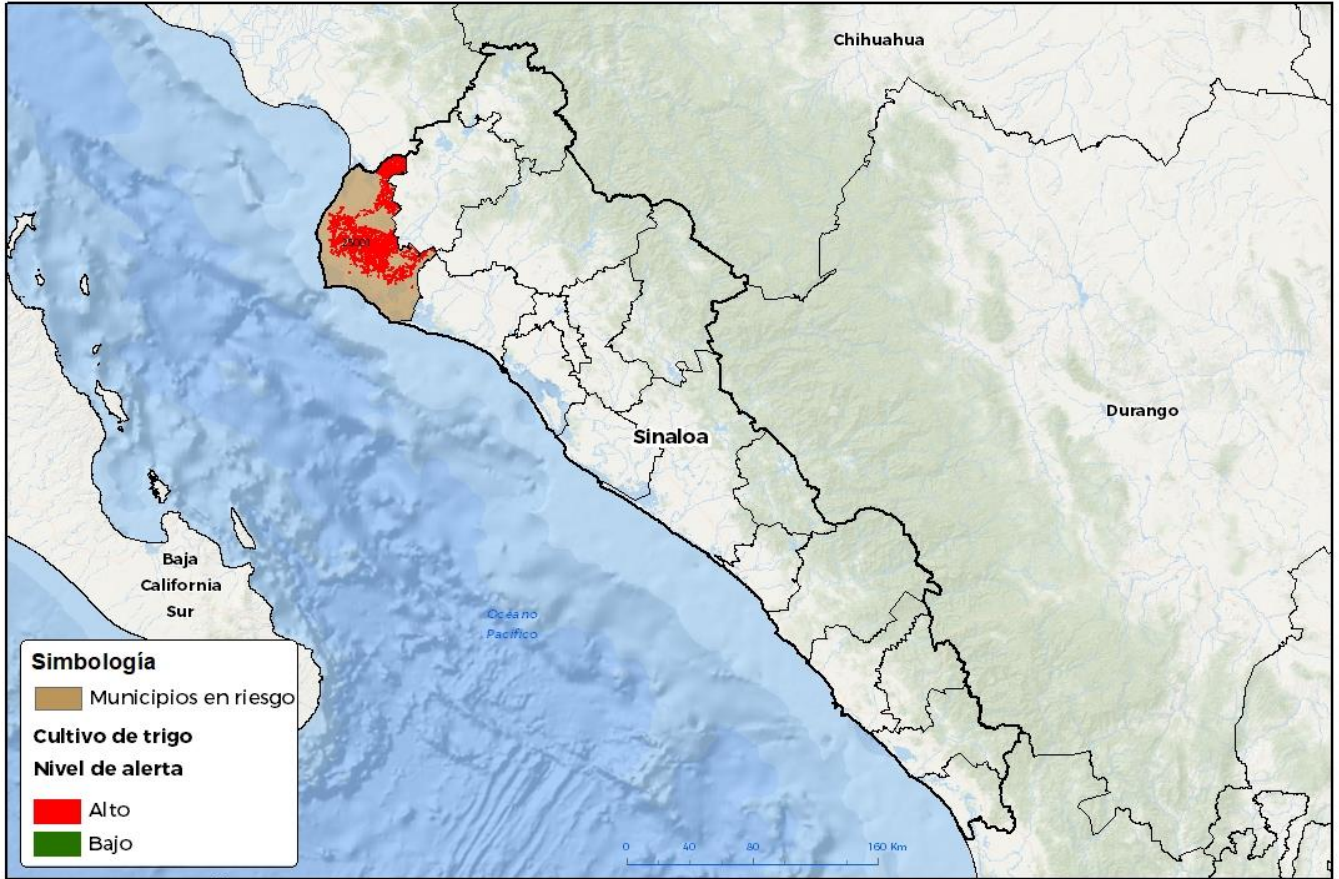 Chihuahua
Durango
Sinaloa
Baja
California
Sur
Océano
Pacífico
Simbología
Municipios en riesgo
Cultivo de trigo
Nivel de alerta
Alto
Bajo
0 40 80 160 Km